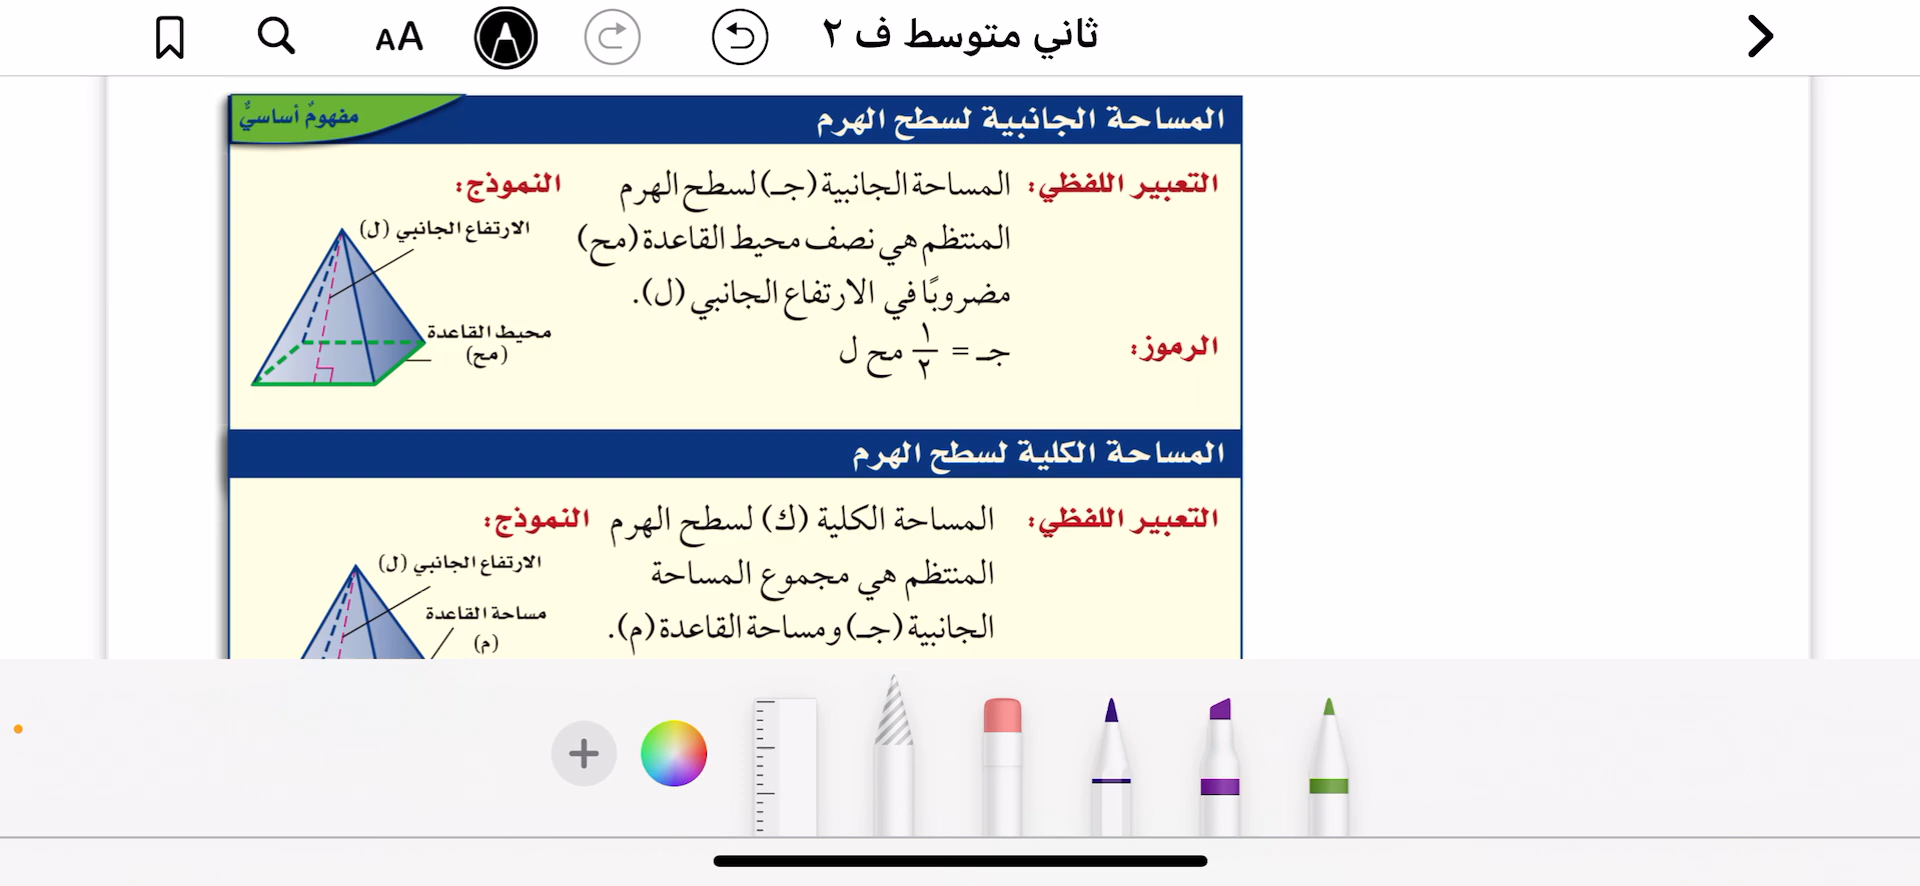 ثاني متوسط ف ٢
AA
المساحة الجانبية لسطح الهرم
مفهومٌ أساسيٌّ
التعبير اللفظي: المساحة الجانبية (جـ) لسطح الهرم
المنتظم هي نصف محيط القاعدة (مح)
مضروبًا في الارتفاع الجانبي (ل).
النموذج:
الارتفاع الجانبي (ل)
محيط القاعدة
(مح)
الرموز: جـ = ١/٢ مح ل
المساحة الكلية لسطح الهرم
التعبير اللفظي: المساحة الكلية (ك) لسطح الهرم
المنتظم هي مجموع المساحة
الجانبية (جـ) ومساحة القاعدة (م).
النموذج:
الارتفاع الجانبي (ل)
مساحة القاعدة
(م)